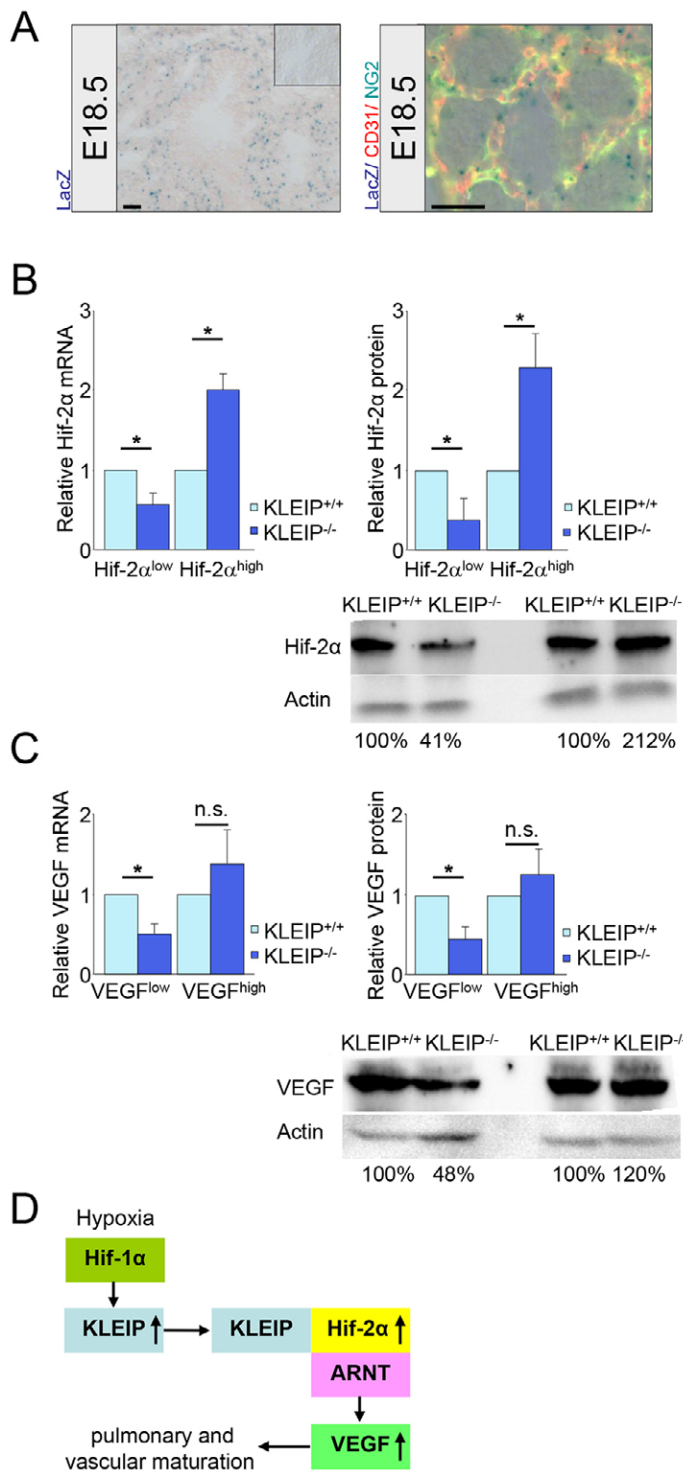 A
LacZ
E18.5
LacZ/ CD31/ NG2
E18.5
B
Relative Hif-2α mRNA
3
2
1
0
*
*
KLEIP+/+
KLEIP-/-
Hif-2αlow Hif-2αhigh
Relative Hif-2α protein
3
2
1
0
*
*
KLEIP+/+
KLEIP-/-
Hif-2αlow Hif-2αhigh
KLEIP+/+ KLEIP-/- KLEIP+/+ KLEIP-/-
Hif-2α
Actin
100% 41% 100% 212%
C
Relative VEGF mRNA
2
1
0
*
n.s.
KLEIP+/+
KLEIP-/-
VEGFlow VEGFhigh
Relative VEGF protein
2
1
0
*
n.s.
KLEIP+/+
KLEIP-/-
VEGFlow VEGFhigh
KLEIP+/+ KLEIP-/- KLEIP+/+ KLEIP-/-
VEGF
Actin
100% 48% 100% 120%
D
Hypoxia
Hif-1α
KLEIP KLEIP Hif-2α
ARNT
pulmonary and
vascular maturation
VEGF